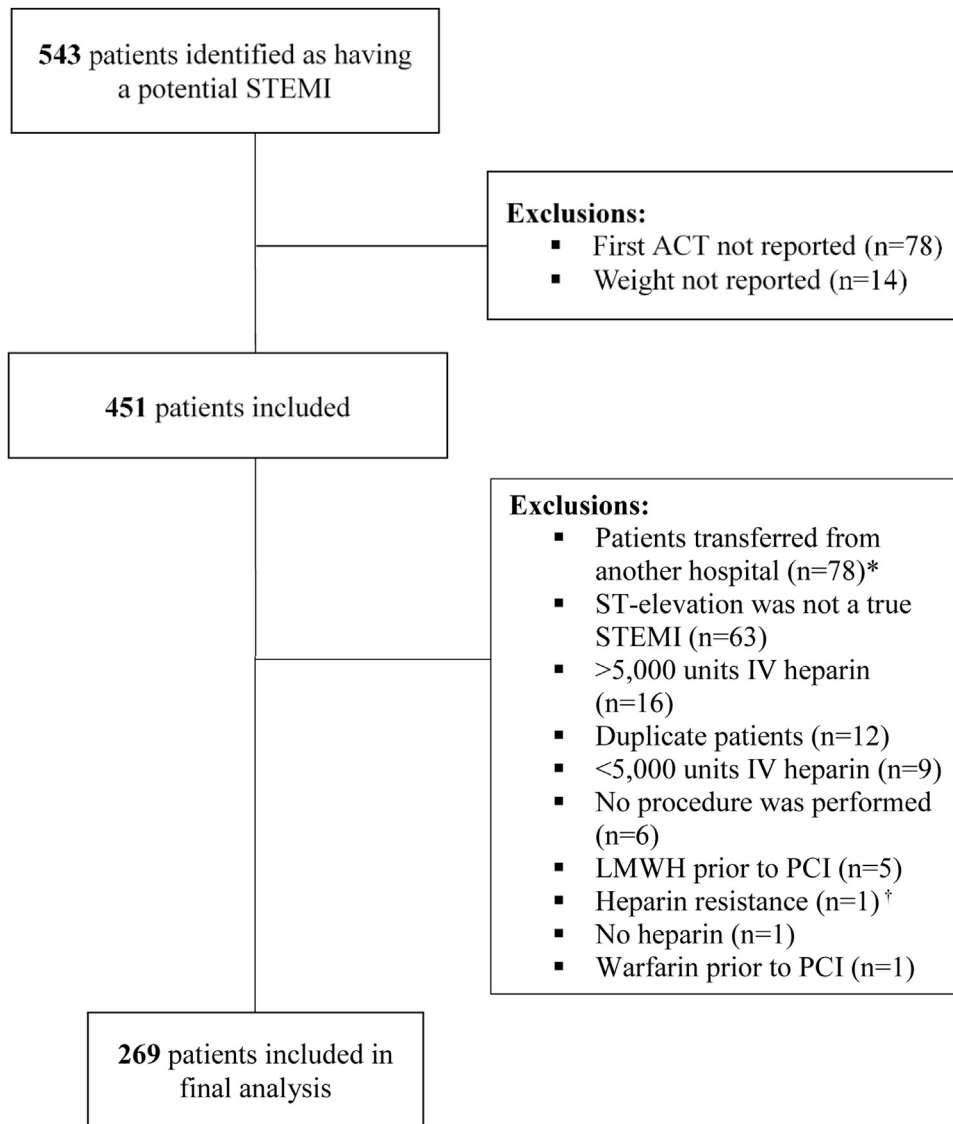 543 patients identified as having
a potential STEMI
Exclusions:
▪ First ACT not reported (n=78)
▪ Weight not reported (n=14)
451 patients included
Exclusions:
▪ Patients transferred from
another hospital (n=78)*
▪ ST-elevation was not a true
STEMI (n=63)
▪ >5,000 units IV heparin
(n=16)
▪ Duplicate patients (n=12)
▪ <5,000 units IV heparin (n=9)
▪ No procedure was performed
(n=6)
▪ LMWH prior to PCI (n=5)
▪ Heparin resistance (n=1)†
▪ No heparin (n=1)
▪ Warfarin prior to PCI (n=1)
269 patients included in
final analysis